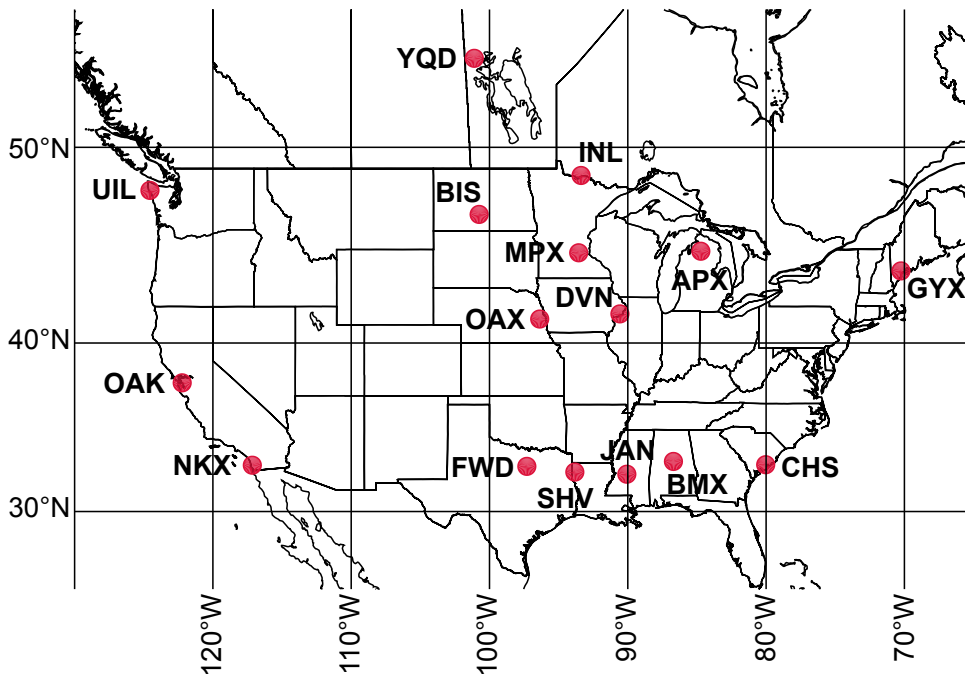 YQD
50°N
INL
UIL
BIS
MPX
APX
GYX
DVN
OAX
40°N
OAK
JAN
NKX
FWD
CHS
BMX
SHV
30°N
120°W
110°W
100°W
90°W
80°W
70°W